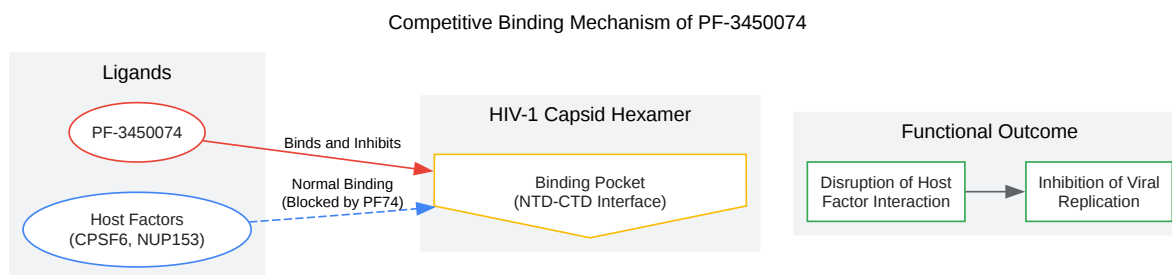 Competitive Binding Mechanism of PF-3450074
Ligands
PF-3450074
Host Factors
(CPSF6, NUP153)
Binds and Inhibits
Normal Binding
(Blocked by PF74)
HIV-1 Capsid Hexamer
Binding Pocket
(NTD-CTD Interface)
Functional Outcome
Disruption of Host
Factor Interaction
Inhibition of Viral
Replication